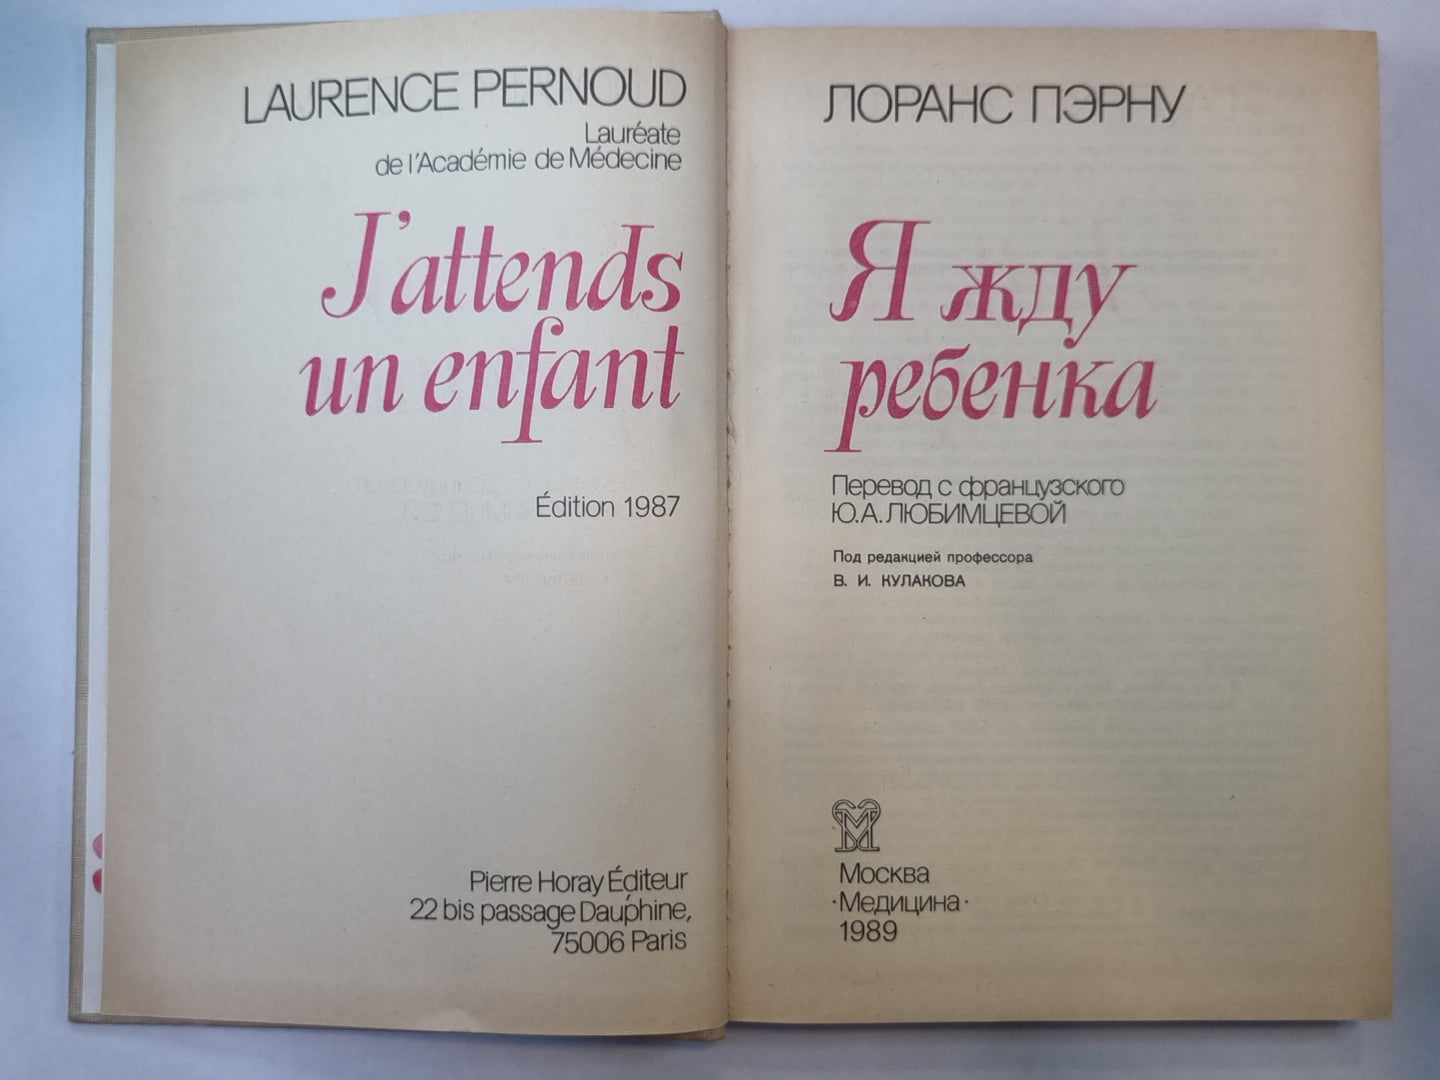 LAURENCE PERNOUD
Lauréate
de l'Académie de Médecine
J'attends
un enfant
Édition 1987
Pierre Horay Éditeur
22 bis passage Dauphine,
75006 Paris
ЛОРАНС ПЭРНУ
Я жду
ребенка
Перевод с французского
Ю.А.ЛЮБИМЦЕВОЙ
Под редакцией профессора
В. И. КУЛАКОВА
Москва
·Медицина·
1989